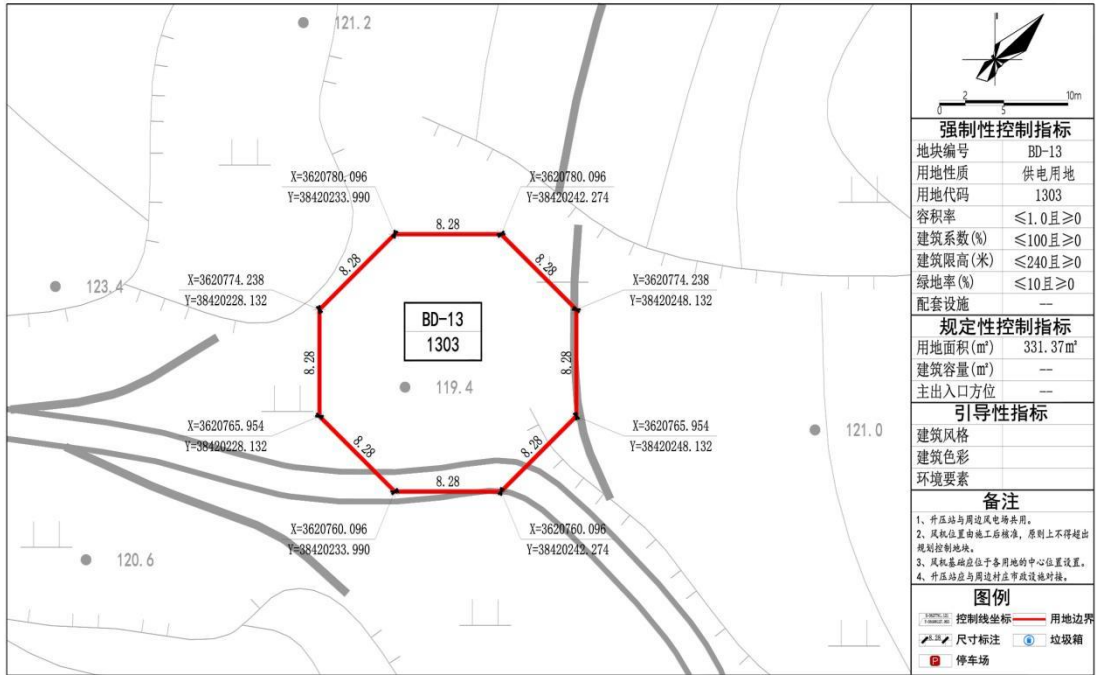 121.2
X=3620780.096
Y=38420233.990
X=3620780.096
Y=38420242.274
8.28
8.28
8.28
123.4
X=3620774.238
Y=38420228.132
X=3620774.238
Y=38420248.132
BD-13
1303
8.28
8.28
119.4
X=3620765.954
Y=38420228.132
X=3620765.954
Y=38420248.132
121.0
8.28
8.28
8.28
X=3620760.096
Y=38420233.990
X=3620760.096
Y=38420242.274
120.6
0 2 5 10m
强制性控制指标
地块编号 BD-13
用地性质 供电用地
用地代码 1303
容积率 ≤1.0且≥0
建筑系数(%) ≤100且≥0
建筑限高(米) ≤240且≥0
绿地率(%) ≤10且≥0
配套设施 --
规定性控制指标
用地面积(㎡) 331.37㎡
建筑容量(㎡) --
主出入口方位 --
引导性指标
建筑风格
建筑色彩
环境要素
备注
1、升压站与周边风电场共用。
2、风机位置由施工后核准，原则上不得超出
规划控制地块。
3、风机基础应位于各用地的中心位置设置。
4、升压站应与周边村庄市政设施对接。
图例
控制线坐标 用地边界
8.28 尺寸标注 垃圾箱
P 停车场